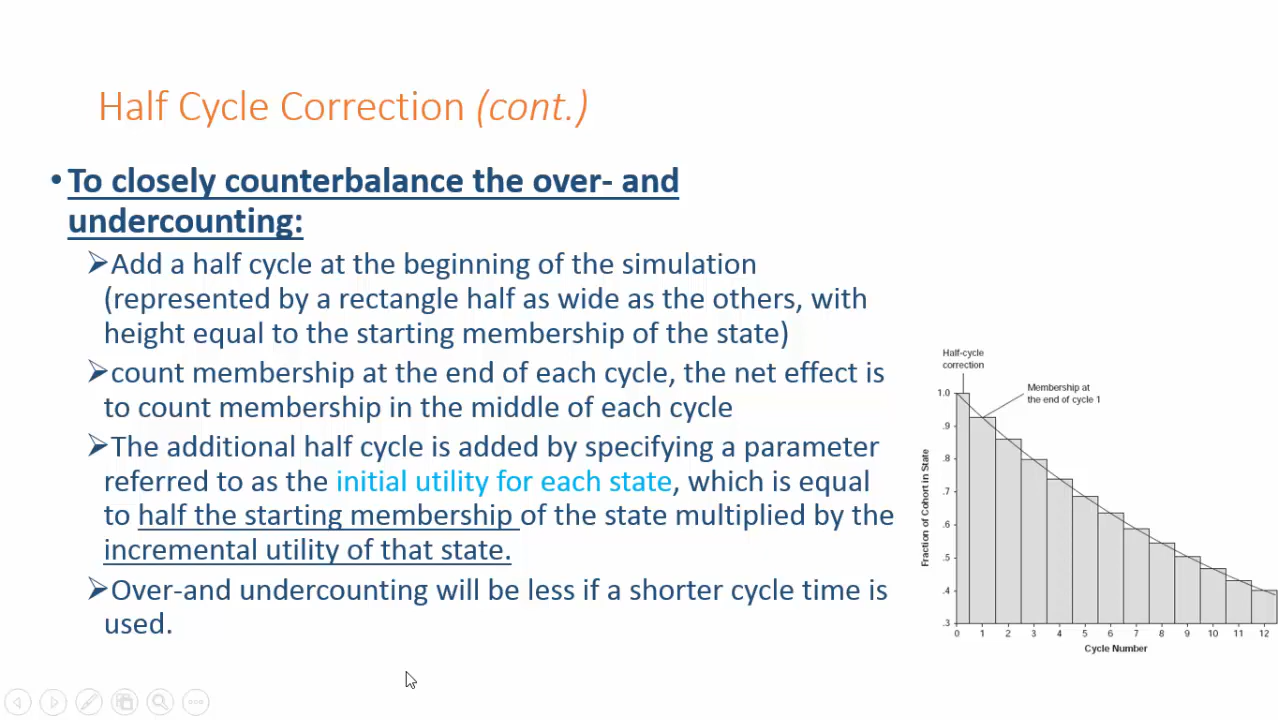 Half Cycle Correction (cont.)
•To closely counterbalance the over- and
undercounting:
➢Add a half cycle at the beginning of the simulation
(represented by a rectangle half as wide as the others, with
height equal to the starting membership of the state)
➢count membership at the end of each cycle, the net effect is
to count membership in the middle of each cycle
➢The additional half cycle is added by specifying a parameter
referred to as the initial utility for each state, which is equal
to half the starting membership of the state multiplied by the
incremental utility of that state.
➢Over-and undercounting will be less if a shorter cycle time is
used.
Half-cycle
correction
Membership at
the end of cycle 1
Fraction of Cohort in State
1.0
.9
.8
.7
.6
.5
.4
.3
0 1 2 3 4 5 6 7 8 9 10 11 12
Cycle Number